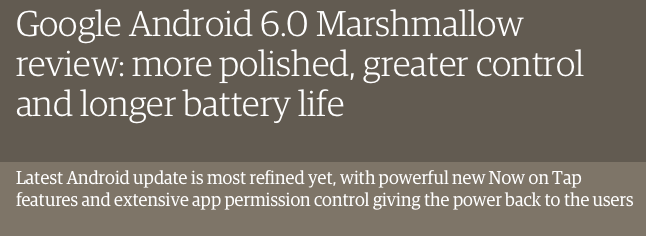 Google Android 6.0 Marshmallow
review: more polished, greater control
and longer battery life
Latest Android update is most refined yet, with powerful new Now on Tap
features and extensive app permission control giving the power back to the users